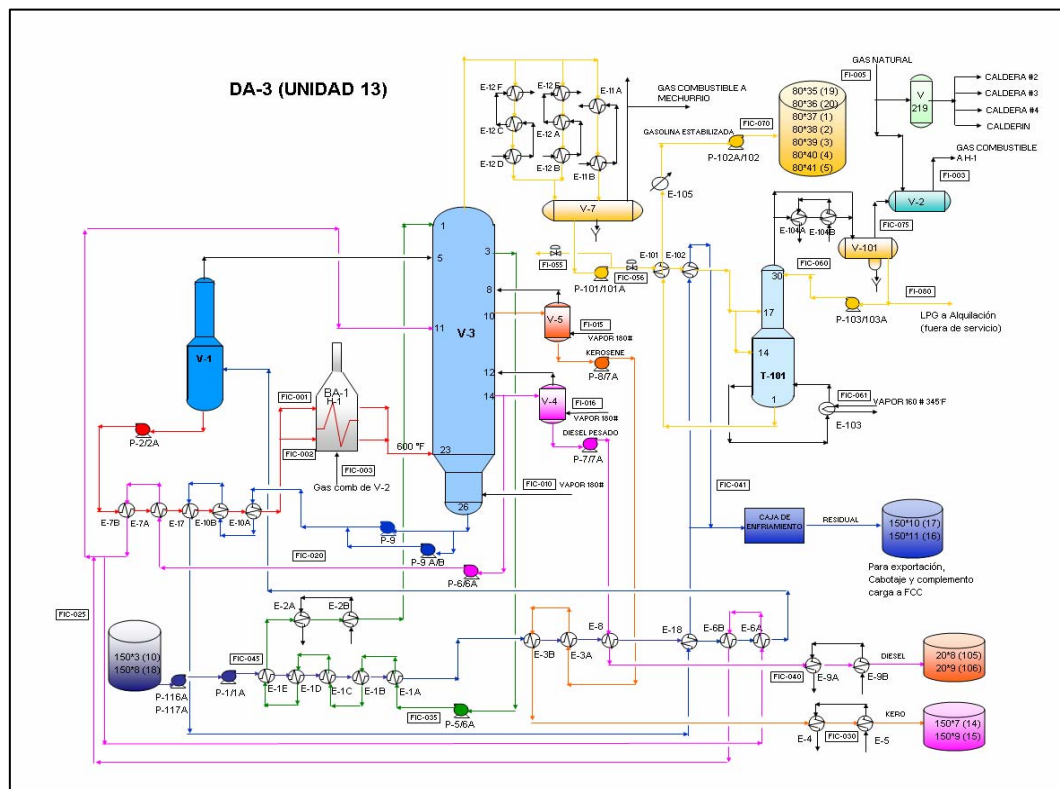 DA-3 (UNIDAD 13)
E-12 F
E-12 E
E-11 A
E-12 C
E-12 A
E-12 D
E-12 B
E-11 B
GAS COMBUSTIBLE A
MECHURRIO
GASOLINA ESTABILIZADA
FIC-070
P-102A/102
E-105
80*35 (19)
80*36 (20)
80*37 (1)
80*38 (2)
80*39 (3)
80*40 (4)
80*41 (5)
GAS NATURAL
FI-005
V
219
CALDERA #2
CALDERA #3
CALDERA #4
CALDERIN
GAS COMBUSTIBLE
A H-1
FI-003
V-2
FIC-075
E-104A
E-104B
V-101
FIC-060
FI-080
P-103/103A
LPG a Alquilación
(fuera de servicio)
V-7
FI-055
P-101/101A
FIC-056
E-101
E-102
30
17
14
T-101
1
FIC-061
VAPOR 160 # 345°F
E-103
1
3
5
8
10
11
12
14
V-3
23
26
V-5
FI-015
VAPOR 180#
KEROSENE
P-8/7A
V-4
FI-016
VAPOR 180#
DIESEL PESADO
P-7/7A
FIC-010
VAPOR 180#
V-1
P-2/2A
FIC-001
FIC-002
BA-1
H-1
FIC-003
600 °F
Gas comb de V-2
E-7B
E-7A
E-17
E-10B
E-10A
P-9
P-9 A/B
FIC-020
P-6/6A
FIC-041
CAJA DE
ENFRIAMIENTO
RESIDUAL
150*10 (17)
150*11 (16)
Para exportación,
Cabotaje y complemento
carga a FCC
FIC-025
E-2A
E-2B
150*3 (10)
150*8 (18)
FIC-045
P-116A
P-117A
P-1/1A
E-1E
E-1D
E-1C
E-1B
E-1A
FIC-035
P-5/6A
E-3B
E-3A
E-8
E-18
E-6B
E-6A
FIC-040
E-9A
E-9B
DIESEL
20*8 (105)
20*9 (106)
E-4
FIC-030
E-5
KERO
150*7 (14)
150*9 (15)